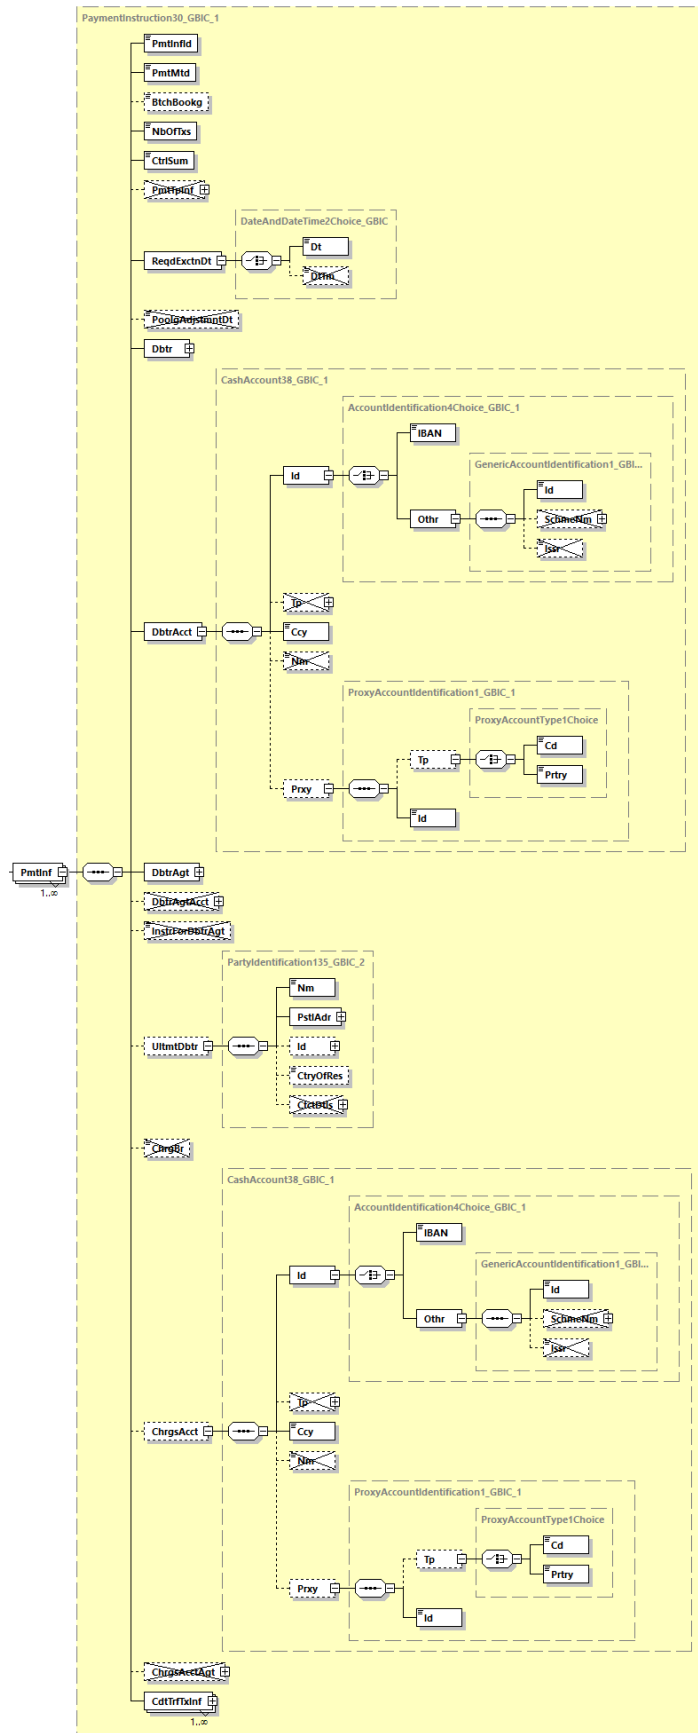 PaymentInstruction30_GBIC_1
PmtInfId
PmtMtd
BtchBookg
NbOfTxs
CtrlSum
PmtTpInf
DateAndDateTime2Choice_GBIC
Dt
ReqdExctnDt
DtTm
PoolgAdjstmntDt
Dbtr
CashAccount38_GBIC_1
AccountIdentification4Choice_GBIC_1
IBAN
GenericAccountIdentification1_GBI...
Id
Id
Othr
SchmeNm
Issr
Tp
DbtrAcct
Ccy
Nm
ProxyAccountIdentification1_GBIC_1
ProxyAccountType1Choice
Cd
Tp
Prtry
Prxy
Id
PmtInf
1..∞
DbtrAgt
DbtrAgtAcct
InstrForDbtrAgt
PartyIdentification135_GBIC_2
Nm
PstlAdr
UltmtDbtr
Id
CtryOfRes
CtctDtls
ChrgBr
CashAccount38_GBIC_1
AccountIdentification4Choice_GBIC_1
IBAN
GenericAccountIdentification1_GBI...
Id
Id
Othr
SchmeNm
Issr
Tp
ChrgsAcct
Ccy
Nm
ProxyAccountIdentification1_GBIC_1
ProxyAccountType1Choice
Cd
Tp
Prtry
Prxy
Id
ChrgsAcctAgt
CdtTrfTxInf
1..∞